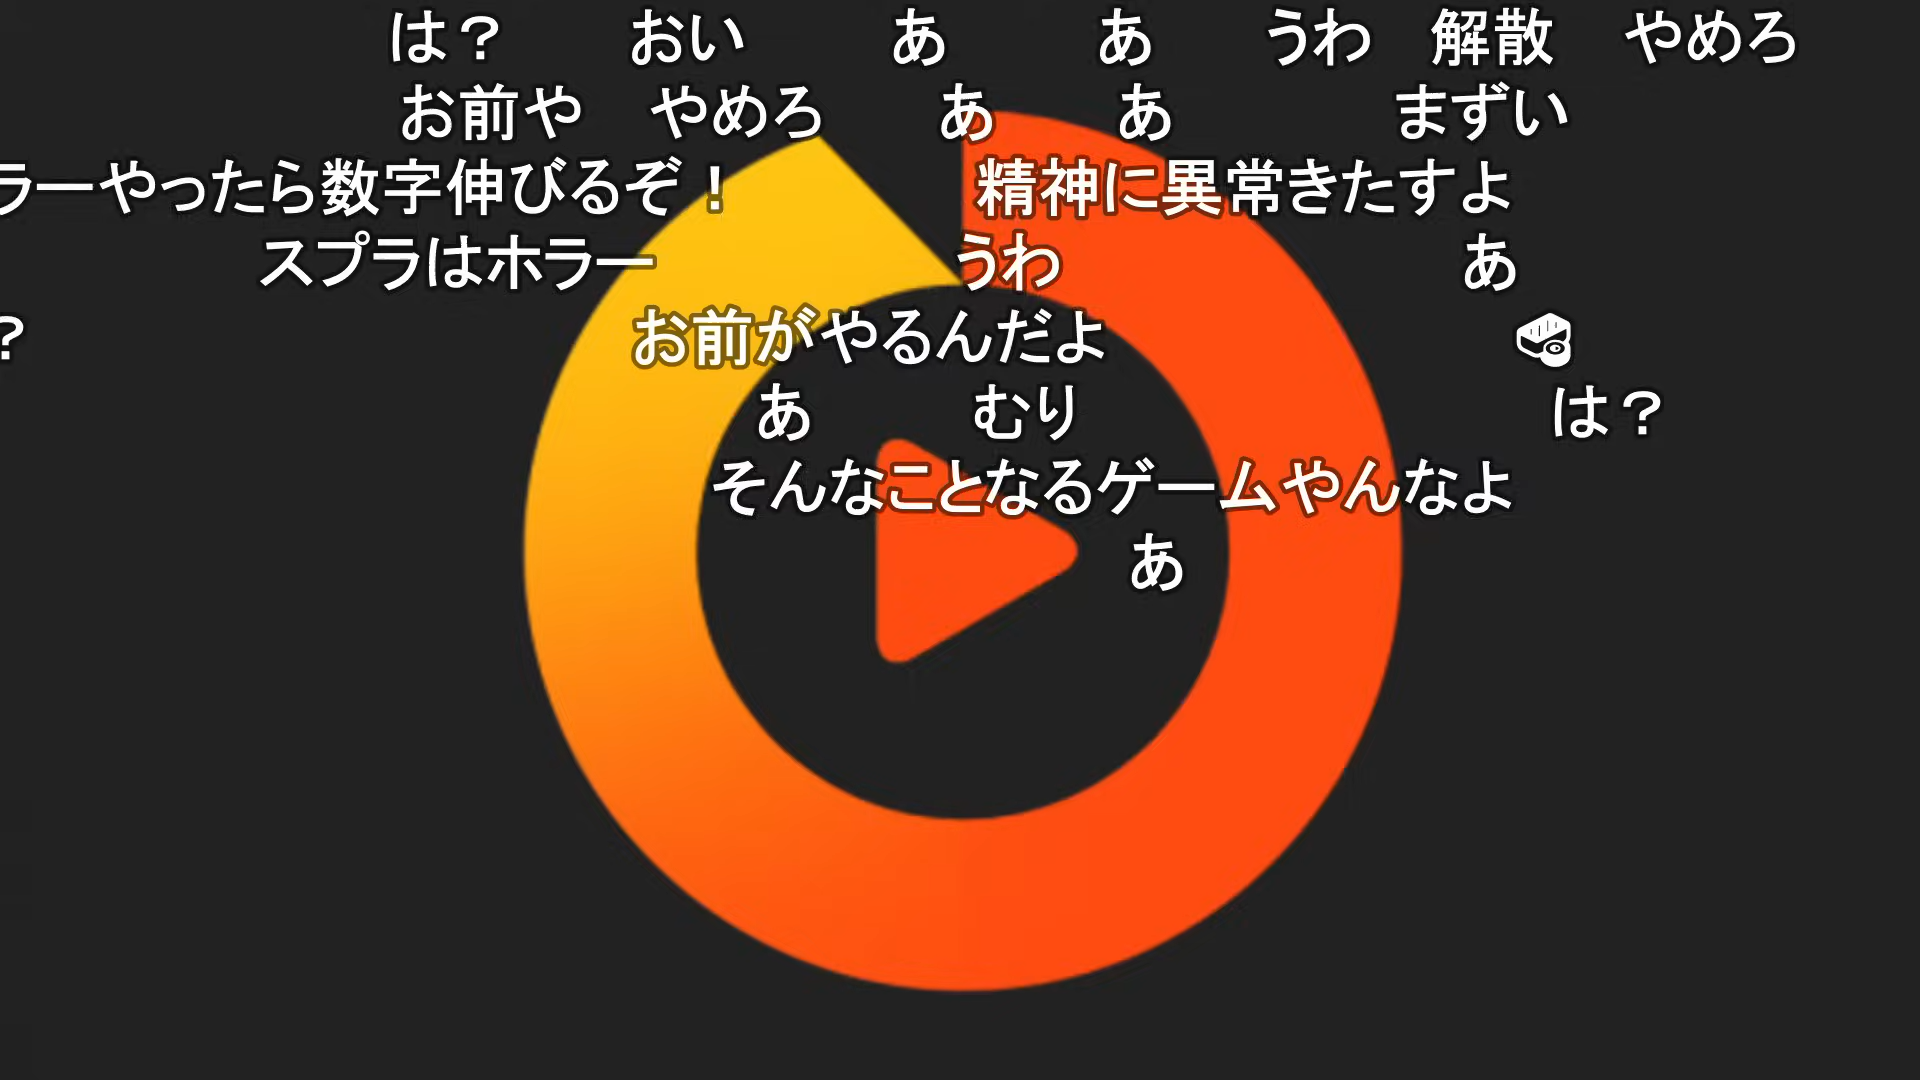 は？ おい あ あ うわ 解散 やめろ
お前や やめろ あ あ まずい
ラーやったら数字伸びるぞ！ 精神に異常きたすよ
スプラはホラー うわ あ
？ お前がやるんだよ
あ むり は？
そんなことなるゲームやんなよ
あ